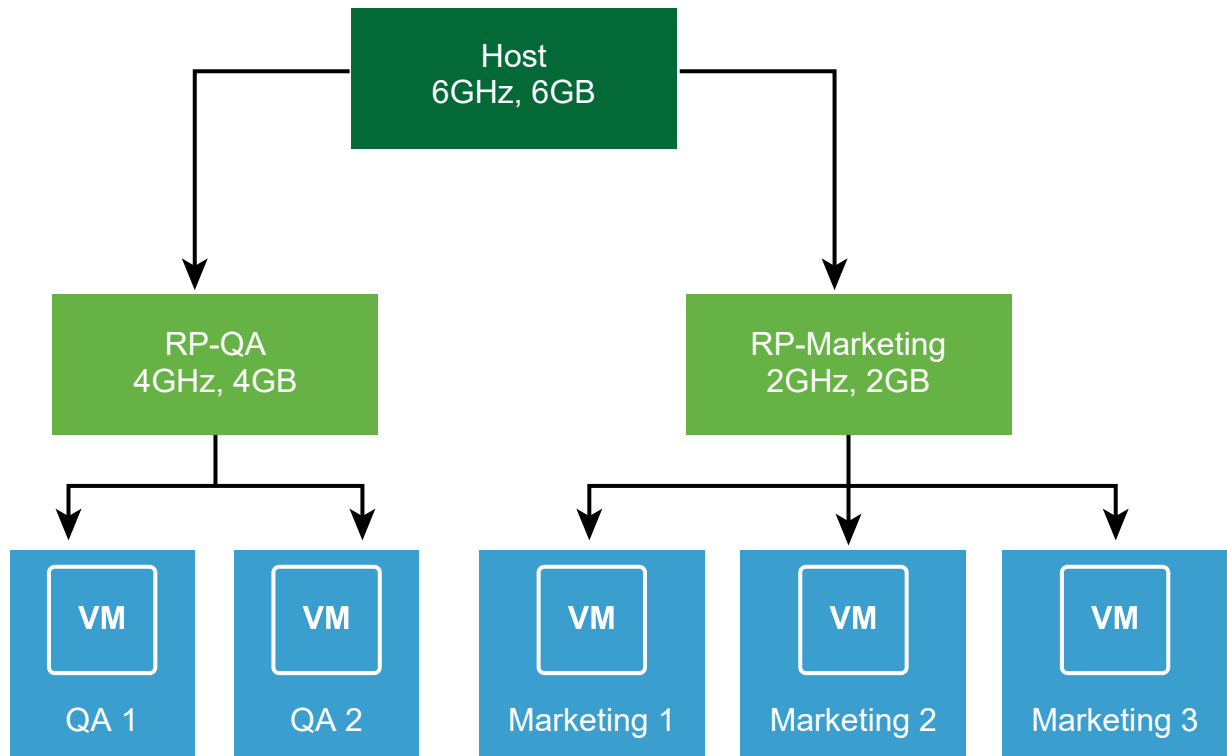 Host
6GHz, 6GB
RP-QA
4GHz, 4GB
RP-Marketing
2GHz, 2GB
VM
QA 1
VM
QA 2
VM
Marketing 1
VM
Marketing 2
VM
Marketing 3